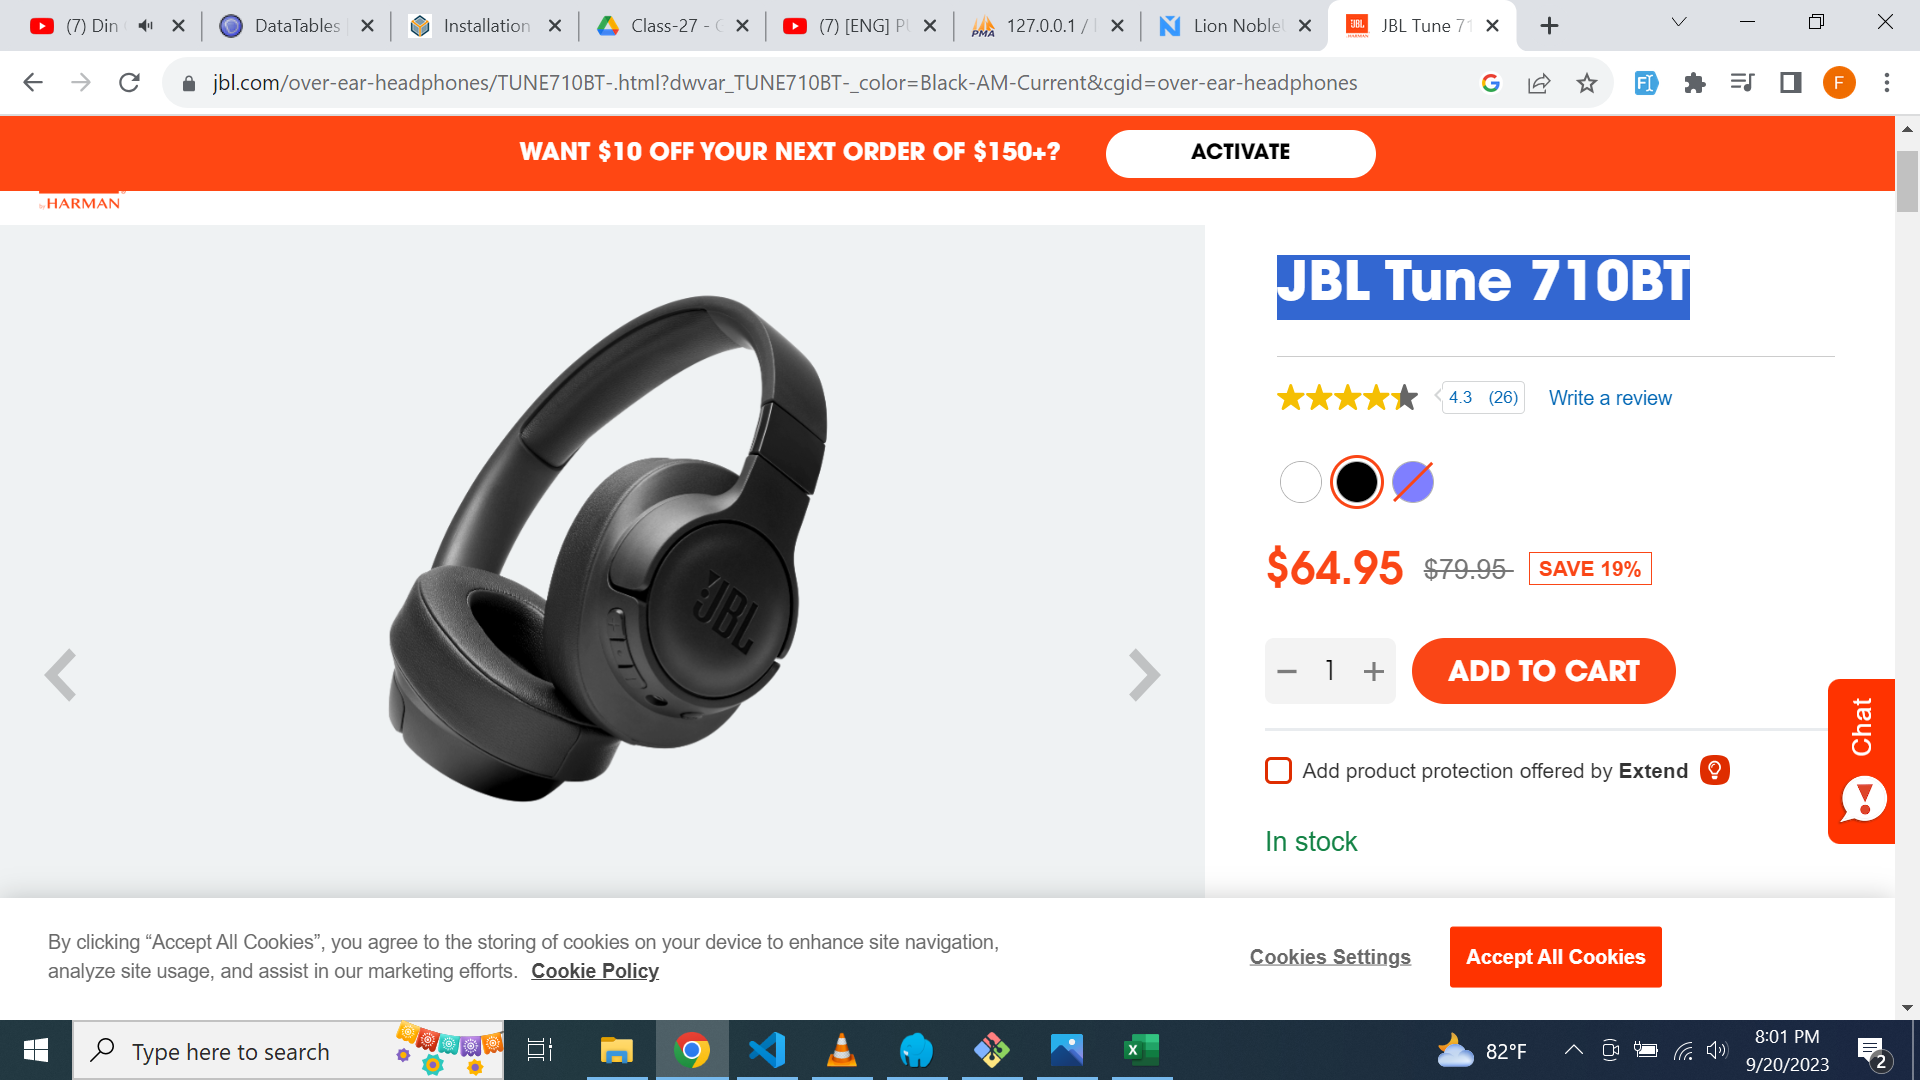 (7) Din
DataTables
Installation
Class-27 - G
(7) [ENG] PU
127.0.0.1 /
Lion Noble
JBL Tune 71
jbl.com/over-ear-headphones/TUNE710BT-.html?dwvar_TUNE710BT-_color=Black-AM-Current&cgid=over-ear-headphones
F
WANT $10 OFF YOUR NEXT ORDER OF $150+?
ACTIVATE
by HARMAN
JBL Tune 710BT
4.3 (26)
Write a review
$64.95 $79.95 SAVE 19%
− 1 +
ADD TO CART
Add product protection offered by Extend
In stock
Chat
JBL
By clicking “Accept All Cookies”, you agree to the storing of cookies on your device to enhance site navigation,
analyze site usage, and assist in our marketing efforts. Cookie Policy
Cookies Settings
Accept All Cookies
Type here to search
82°F
8:01 PM
9/20/2023
2